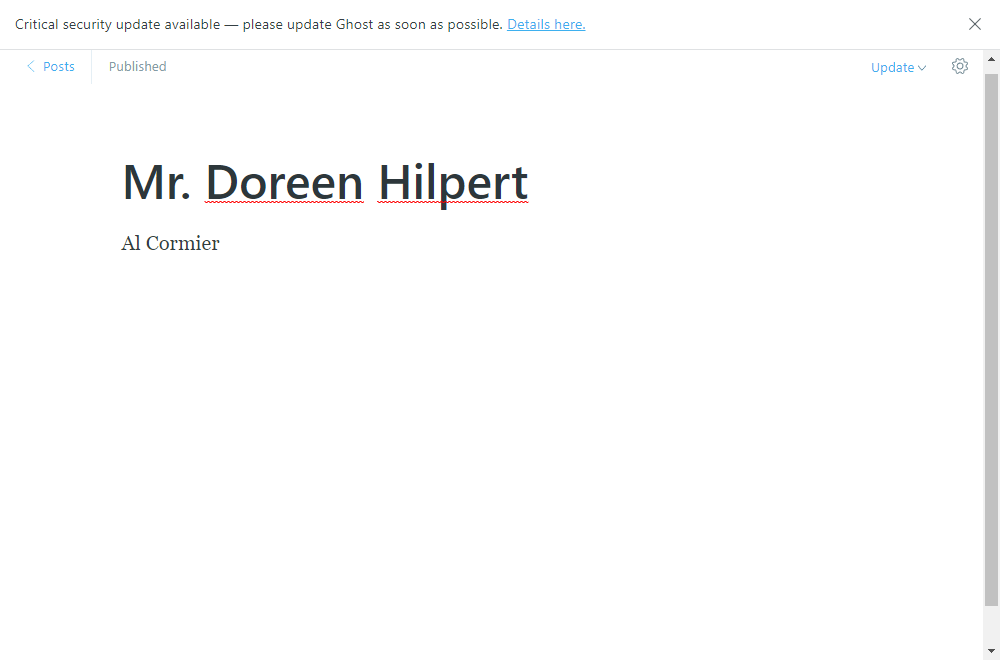 Critical security update available — please update Ghost as soon as possible. Details here.
Posts
Published
Update
Mr. Doreen Hilpert
Al Cormier